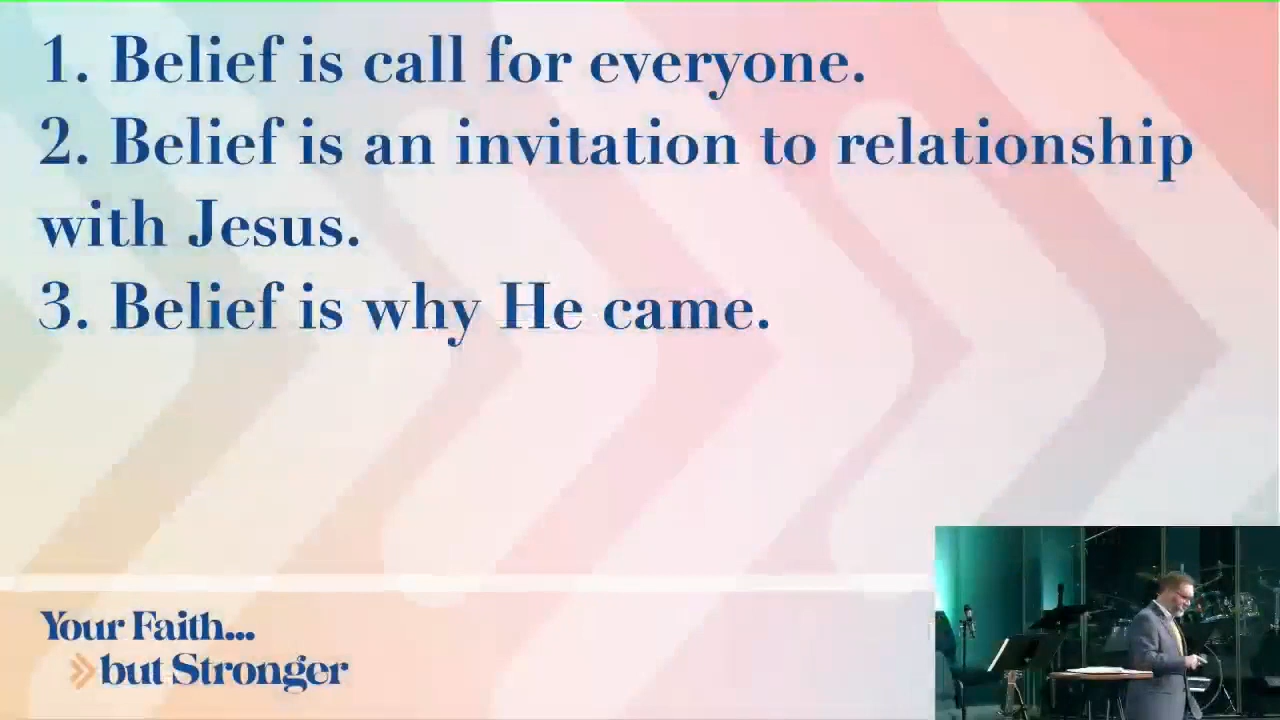 1. Belief is call for everyone.
2. Belief is an invitation to relationship
with Jesus.
3. Belief is why He came.
Your Faith...
but Stronger